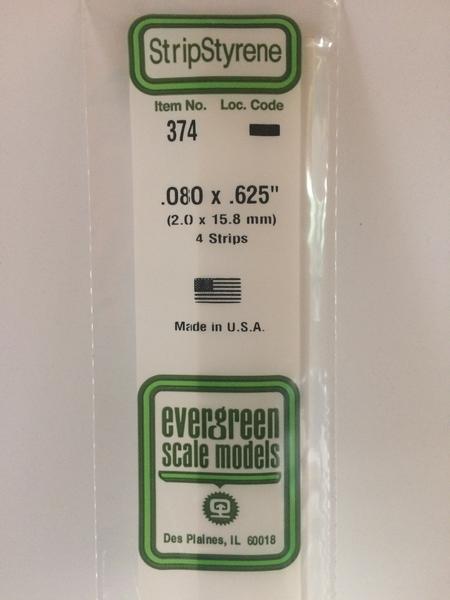 StripStyrene
Item No. Loc. Code
374
.080 x .625"
(2.0 x 15.8 mm)
4 Strips
Made in U.S.A.
evergreen
scale models
Des Plaines, IL 60018